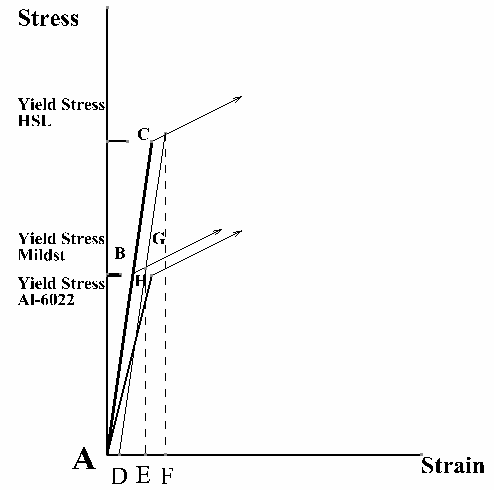 Stress
Yield Stress
HSL
C
Yield Stress
Mildst
B
G
Yield Stress
Al-6022
H
A
D E F
Strain